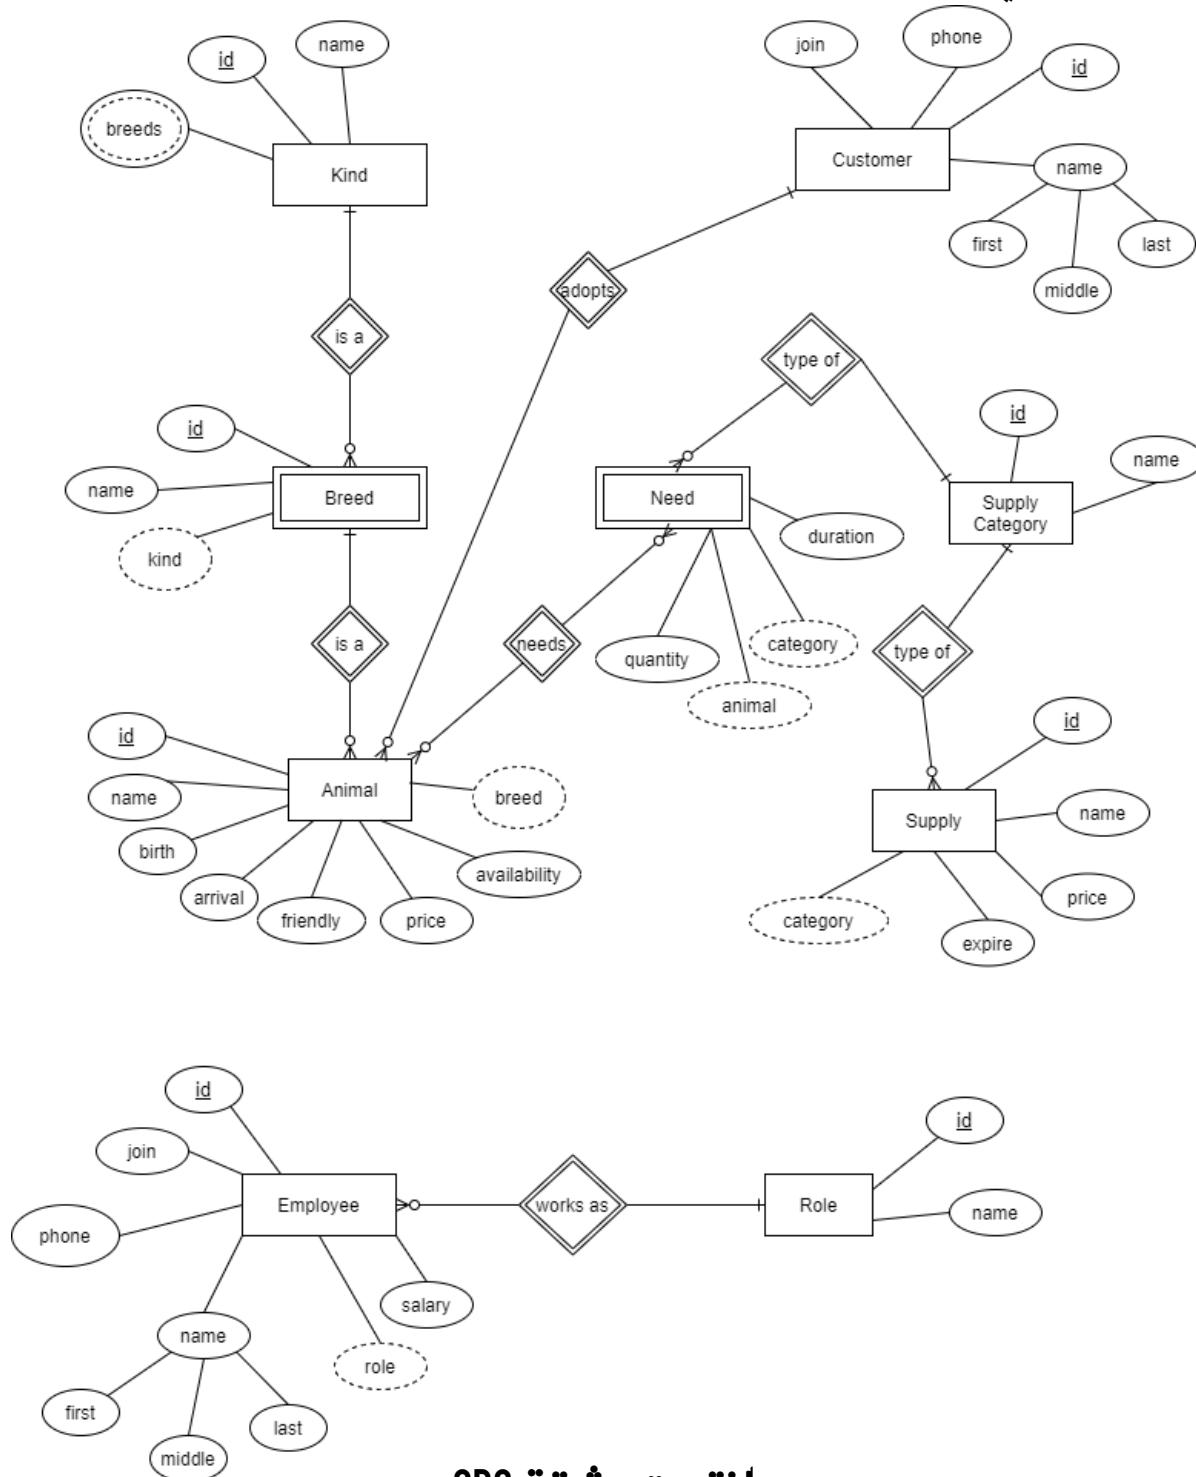 join
phone
name
id
id
breeds
Customer
Kind
name
first
last
adopts
middle
is a
type of
id
id
name
name
Breed
Need
Supply
Category
duration
kind
is a
needs
category
type of
quantity
animal
id
id
Animal
breed
name
name
Supply
birth
availability
arrival
friendly
price
price
category
expire
id
id
join
Employee
works as
Role
name
phone
salary
name
role
first
last
middle